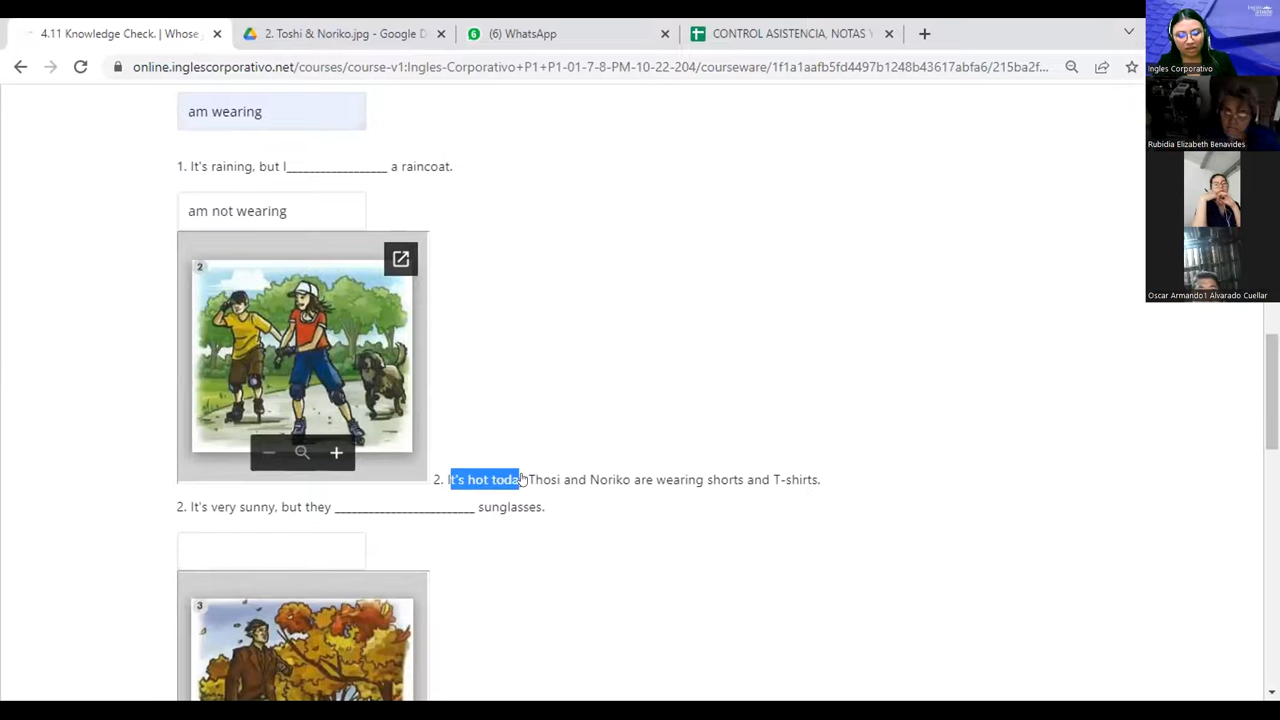 4.11 Knowledge Check. | Whose
2. Toshi & Noriko.jpg - Google D
(6) WhatsApp
CONTROL ASISTENCIA, NOTAS Y
online.inglescorporativo.net/courses/course-v1:Ingles-Corporativo+P1+P1-01-7-8-PM-10-22-204/courseware/1f1a1aafb5fd4497b1248b43617abfa6/215ba2f...
Ingles Corporativo
Rubidia Elizabeth Benavides
Oscar Armando1 Alvarado Cuellar
am wearing
1. It's raining, but I_________________ a raincoat.
am not wearing
2
2. It's hot today Thosi and Noriko are wearing shorts and T-shirts.
2. It's very sunny, but they ________________________ sunglasses.
3